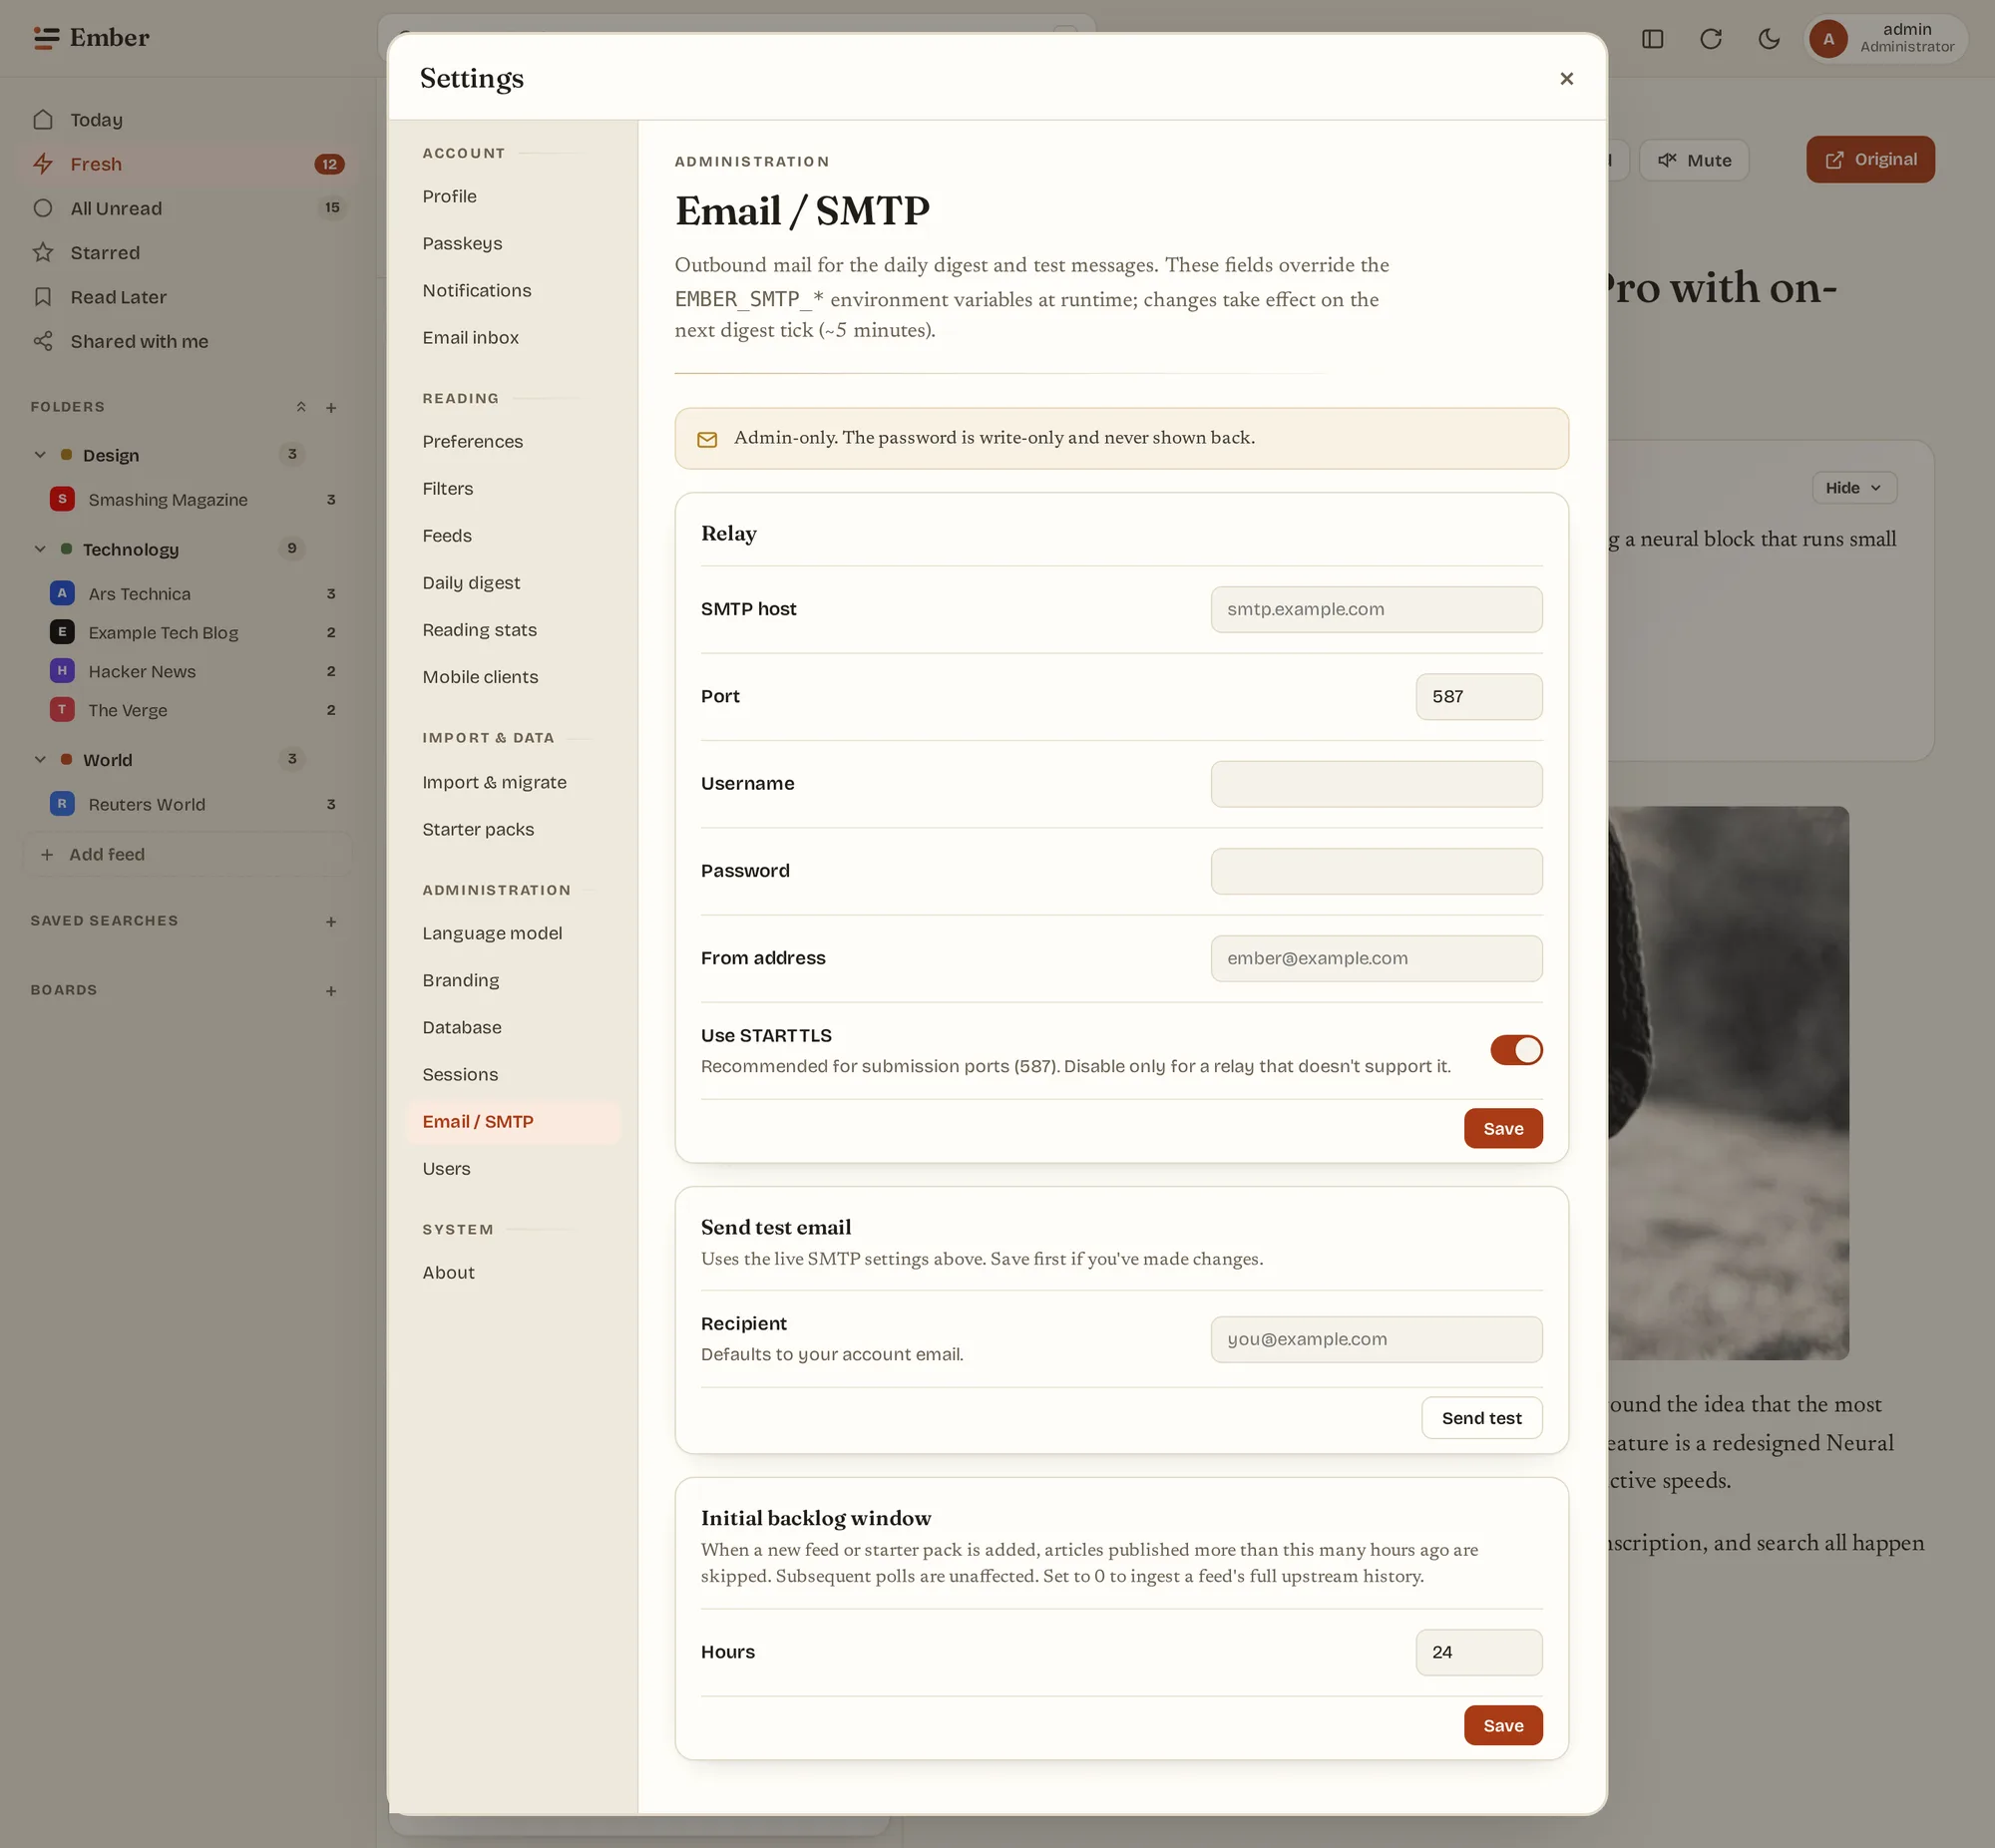 Ember
admin
Administrator
A
Today
Fresh
12
All Unread
15
Starred
Read Later
Shared with me
FOLDERS
Design
3
S
Smashing Magazine
3
Technology
9
A
Ars Technica
3
E
Example Tech Blog
2
H
Hacker News
2
T
The Verge
2
World
3
R
Reuters World
3
+ Add feed
SAVED SEARCHES
+
BOARDS
+
Settings
×
ACCOUNT
Profile
Passkeys
Notifications
Email inbox
READING
Preferences
Filters
Feeds
Daily digest
Reading stats
Mobile clients
IMPORT & DATA
Import & migrate
Starter packs
ADMINISTRATION
Language model
Branding
Database
Sessions
Email / SMTP
Users
SYSTEM
About
ADMINISTRATION
Email / SMTP
Outbound mail for the daily digest and test messages. These fields override the
EMBER_SMTP_* environment variables at runtime; changes take effect on the
next digest tick (~5 minutes).
Admin-only. The password is write-only and never shown back.
Relay
SMTP host
smtp.example.com
Port
587
Username
Password
From address
ember@example.com
Use STARTTLS
Recommended for submission ports (587). Disable only for a relay that doesn't support it.
Save
Send test email
Uses the live SMTP settings above. Save first if you've made changes.
Recipient
Defaults to your account email.
you@example.com
Send test
Initial backlog window
When a new feed or starter pack is added, articles published more than this many hours ago are
skipped. Subsequent polls are unaffected. Set to 0 to ingest a feed's full upstream history.
Hours
24
Save
Mute
Original
Pro with on-
Hide
g a neural block that runs small
ound the idea that the most
eature is a redesigned Neural
ctive speeds.
nscription, and search all happen